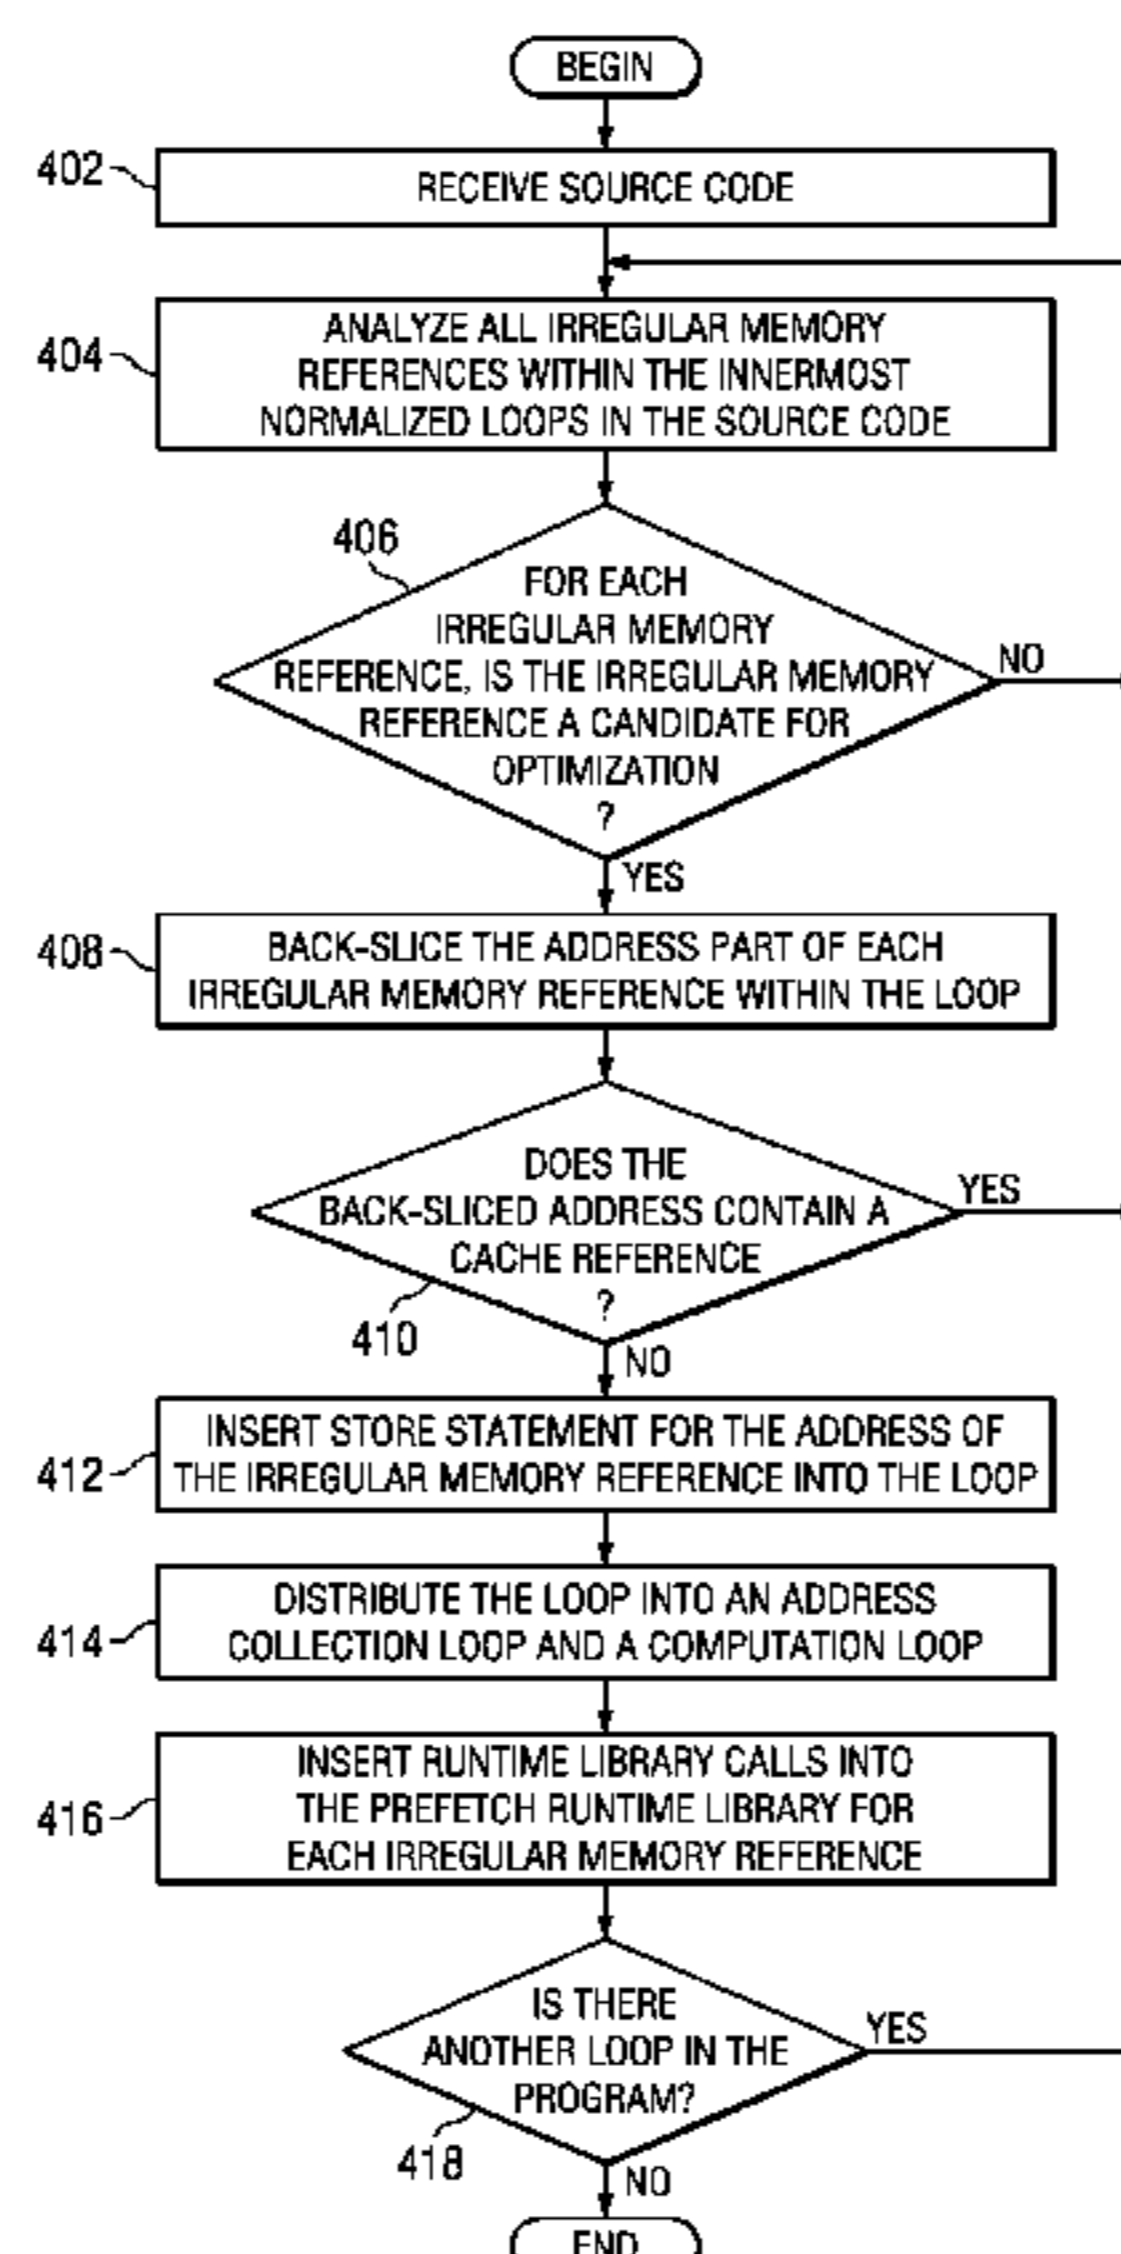 BEGIN
402
RECEIVE SOURCE CODE
404
ANALYZE ALL IRREGULAR MEMORY
REFERENCES WITHIN THE INNERMOST
NORMALIZED LOOPS IN THE SOURCE CODE
406
FOR EACH
IRREGULAR MEMORY
REFERENCE, IS THE IRREGULAR MEMORY
REFERENCE A CANDIDATE FOR
OPTIMIZATION
?
NO
YES
408
BACK-SLICE THE ADDRESS PART OF EACH
IRREGULAR MEMORY REFERENCE WITHIN THE LOOP
DOES THE
BACK-SLICED ADDRESS CONTAIN A
CACHE REFERENCE
?
YES
410
NO
412
INSERT STORE STATEMENT FOR THE ADDRESS OF
THE IRREGULAR MEMORY REFERENCE INTO THE LOOP
414
DISTRIBUTE THE LOOP INTO AN ADDRESS
COLLECTION LOOP AND A COMPUTATION LOOP
416
INSERT RUNTIME LIBRARY CALLS INTO
THE PREFETCH RUNTIME LIBRARY FOR
EACH IRREGULAR MEMORY REFERENCE
IS THERE
ANOTHER LOOP IN THE
PROGRAM?
YES
418
NO
END